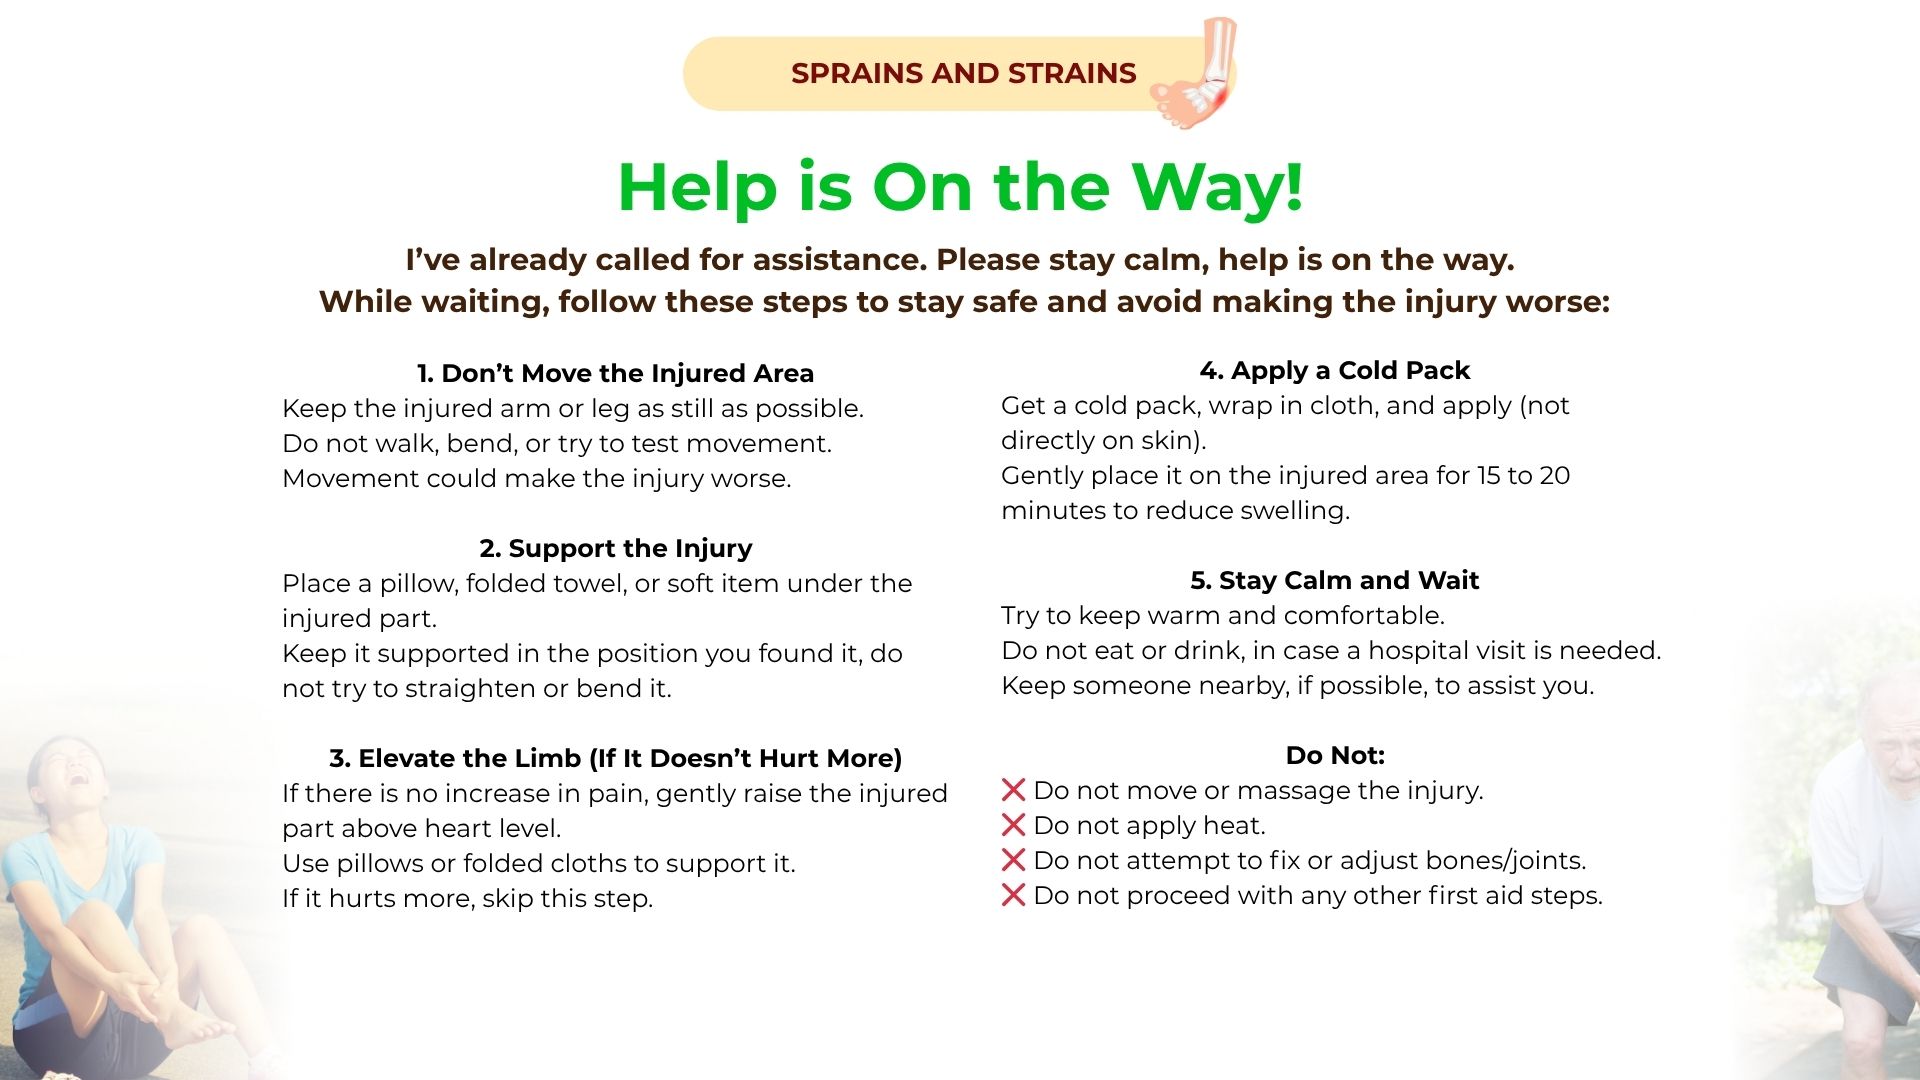 SPRAINS AND STRAINS
Help is On the Way!
I’ve already called for assistance. Please stay calm, help is on the way.
While waiting, follow these steps to stay safe and avoid making the injury worse:
1. Don’t Move the Injured Area
Keep the injured arm or leg as still as possible.
Do not walk, bend, or try to test movement.
Movement could make the injury worse.
2. Support the Injury
Place a pillow, folded towel, or soft item under the
injured part.
Keep it supported in the position you found it, do
not try to straighten or bend it.
3. Elevate the Limb (If It Doesn’t Hurt More)
If there is no increase in pain, gently raise the injured
part above heart level.
Use pillows or folded cloths to support it.
If it hurts more, skip this step.
4. Apply a Cold Pack
Get a cold pack, wrap in cloth, and apply (not
directly on skin).
Gently place it on the injured area for 15 to 20
minutes to reduce swelling.
5. Stay Calm and Wait
Try to keep warm and comfortable.
Do not eat or drink, in case a hospital visit is needed.
Keep someone nearby, if possible, to assist you.
Do Not:
❌ Do not move or massage the injury.
❌ Do not apply heat.
❌ Do not attempt to fix or adjust bones/joints.
❌ Do not proceed with any other first aid steps.